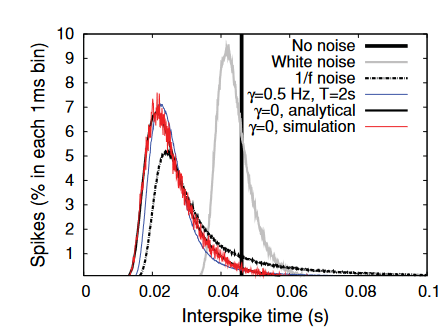 10
9
8
7
6
5
4
3
2
1
Spikes (% in each 1ms bin)
No noise
White noise
1/f noise
γ=0.5 Hz, T=2s
γ=0, analytical
γ=0, simulation
0 0.02 0.04 0.06 0.08 0.1
Interspike time (s)